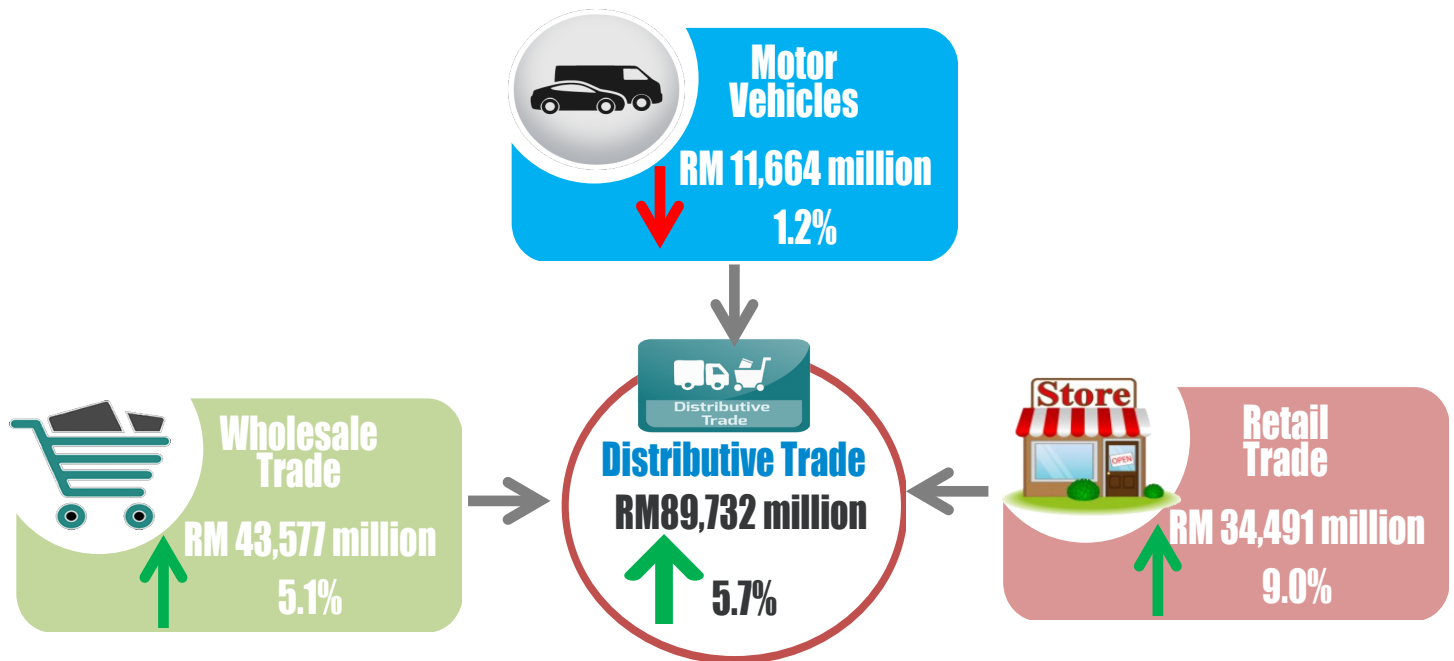 Motor
Vehicles
RM 11,664 million
1.2%
Distributive
Trade
Distributive Trade
RM89,732 million
5.7%
Wholesale
Trade
RM 43,577 million
5.1%
Store
OPEN
Retail
Trade
RM 34,491 million
9.0%